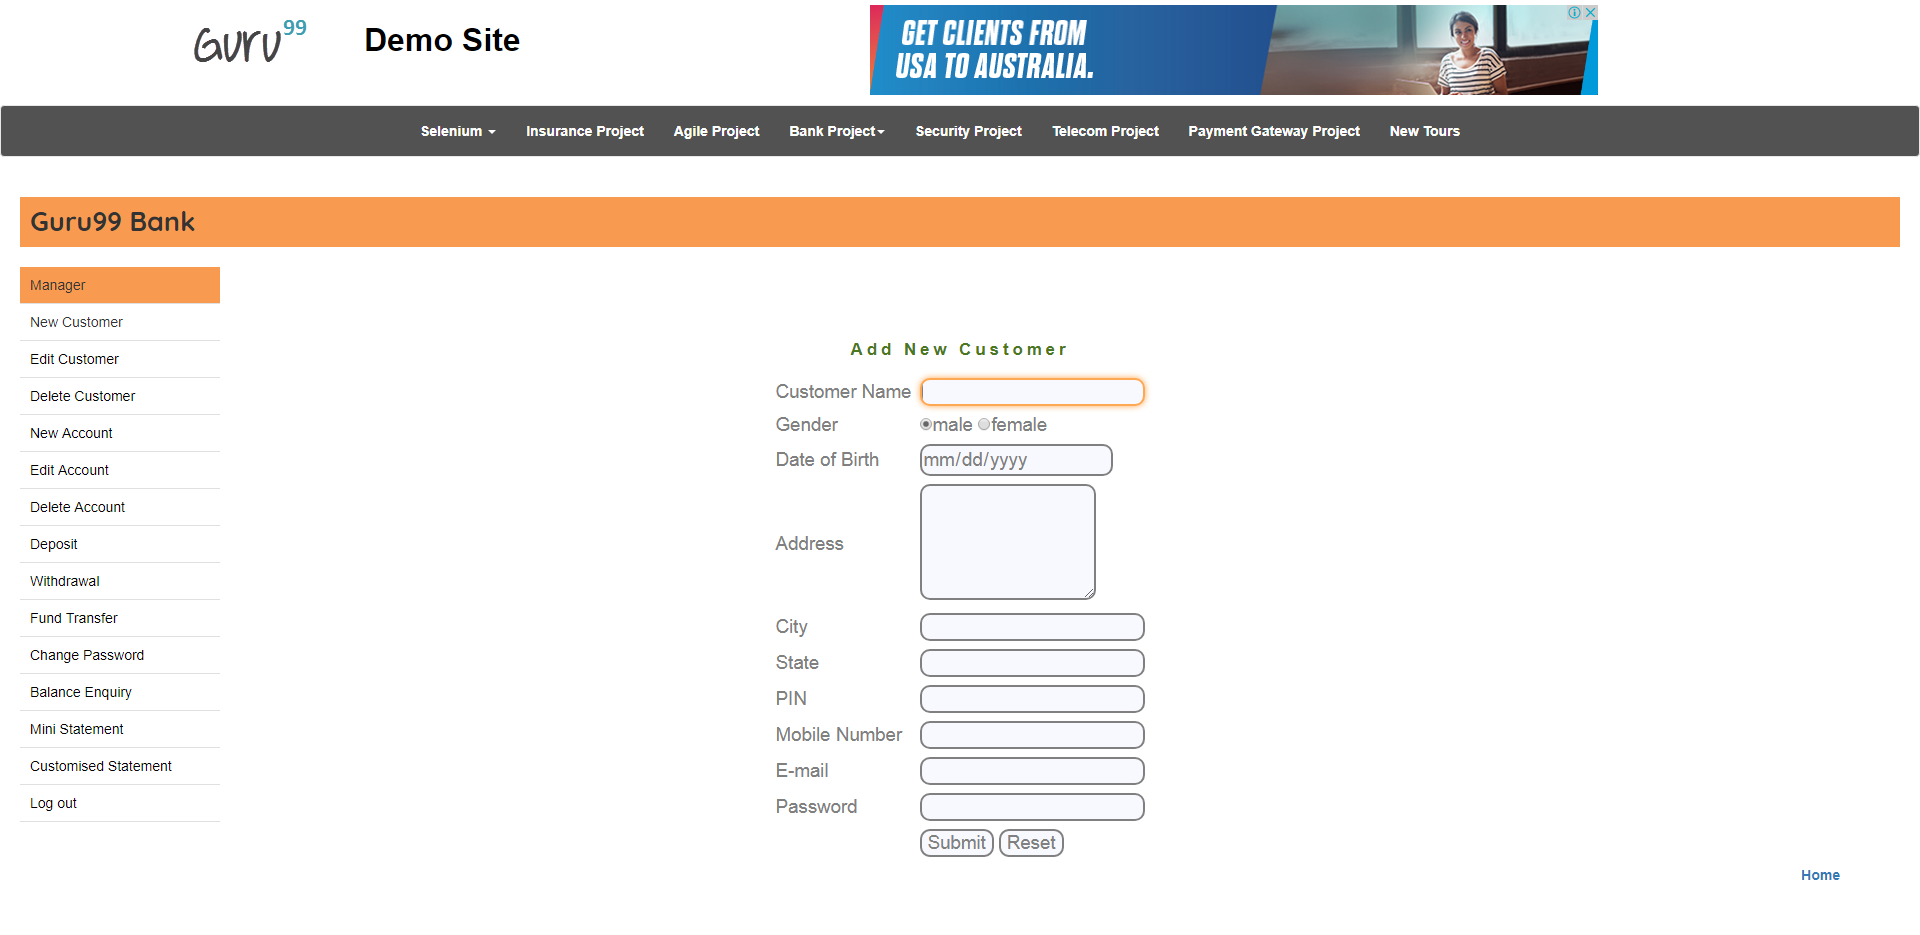 Guru99
Demo Site
GET CLIENTS FROM
USA TO AUSTRALIA.
Selenium Insurance Project Agile Project Bank Project Security Project Telecom Project Payment Gateway Project New Tours
Guru99 Bank
Manager
New Customer
Edit Customer
Delete Customer
New Account
Edit Account
Delete Account
Deposit
Withdrawal
Fund Transfer
Change Password
Balance Enquiry
Mini Statement
Customised Statement
Log out
Add New Customer
Customer Name
Gender male female
Date of Birth mm/dd/yyyy
Address
City
State
PIN
Mobile Number
E-mail
Password
Submit Reset
Home